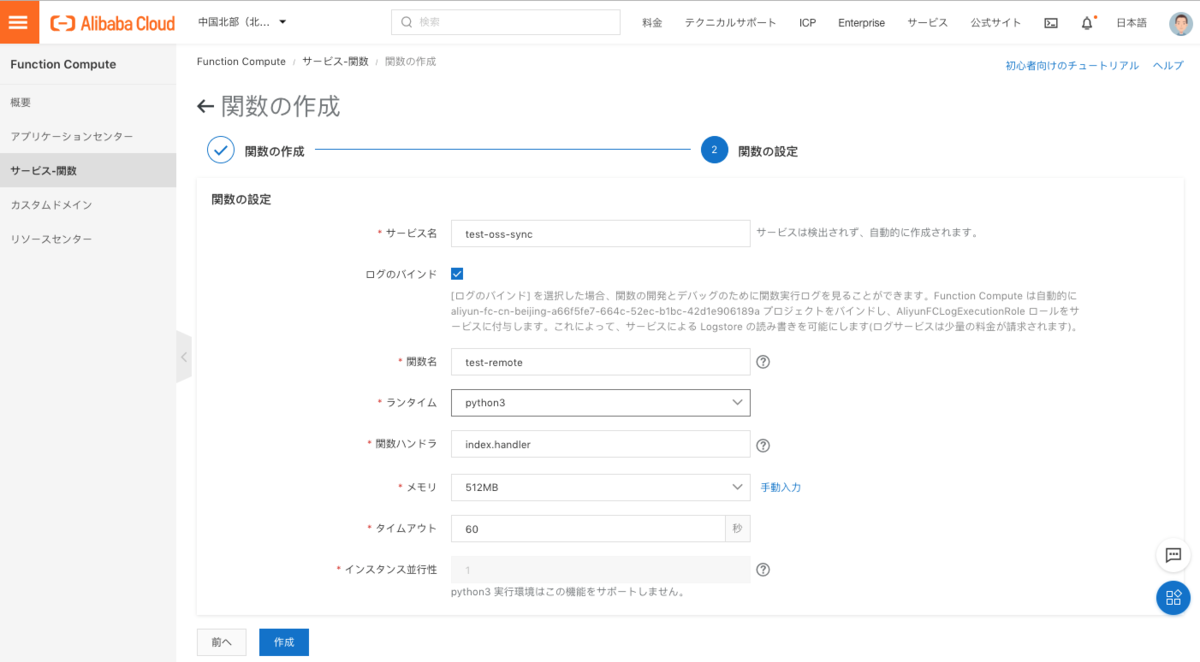 Alibaba Cloud
中国北部（北...
検索
料金
テクニカルサポート
ICP
Enterprise
サービス
公式サイト
日本語
Function Compute
概要
アプリケーションセンター
サービス-関数
カスタムドメイン
リソースセンター
Function Compute / サービス-関数 / 関数の作成
初心者向けのチュートリアル
ヘルプ
← 関数の作成
関数の作成
2 関数の設定
関数の設定
* サービス名
test-oss-sync
サービスは検出されず、自動的に作成されます。
ログのバインド
[ログのバインド] を選択した場合、関数の開発とデバッグのために関数実行ログを見ることができます。Function Compute は自動的に
aliyun-fc-cn-beijing-a66f5fe7-664c-52ec-b1bc-42d1e906189a プロジェクトをバインドし、AliyunFCLogExecutionRole ロールをサ
ービスに付与します。これによって、サービスによる Logstore の読み書きを可能にします(ログサービスは少量の料金が請求されます)。
* 関数名
test-remote
* ランタイム
python3
* 関数ハンドラ
index.handler
* メモリ
512MB
手動入力
* タイムアウト
60
秒
* インスタンス並行性
1
python3 実行環境はこの機能をサポートしません。
前へ
作成